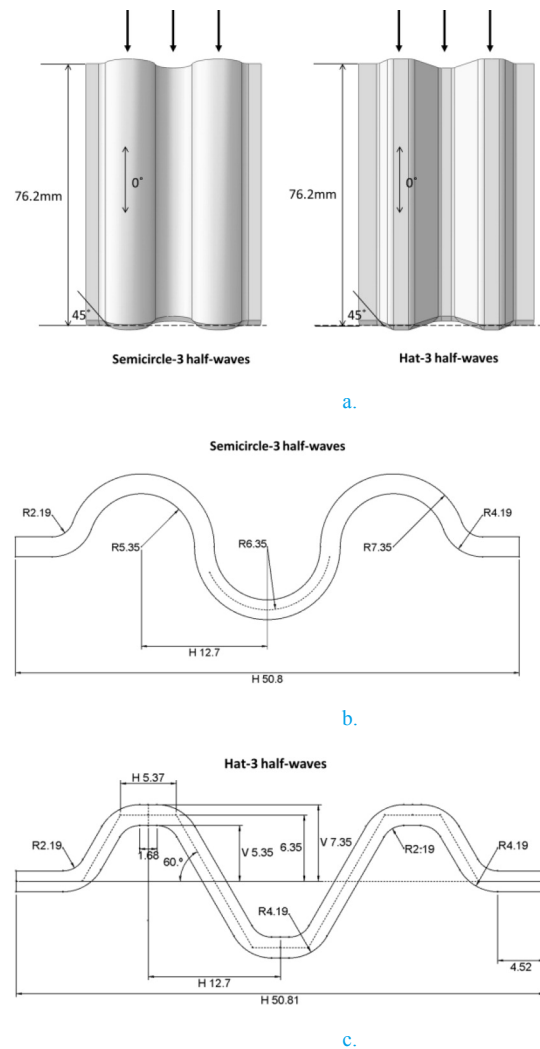 76.2mm
0°
45°
76.2mm
0°
45°
Semicircle-3 half-waves
Hat-3 half-waves
a.
Semicircle-3 half-waves
R2.19
R5.35
R6.35
R7.35
R4.19
H 12.7
H 50.8
b.
Hat-3 half-waves
H 5.37
R2.19
1.68
60.°
V 5.35
6.35
V 7.35
R2.19
R4.19
R4.19
4.52
H 12.7
H 50.81
c.